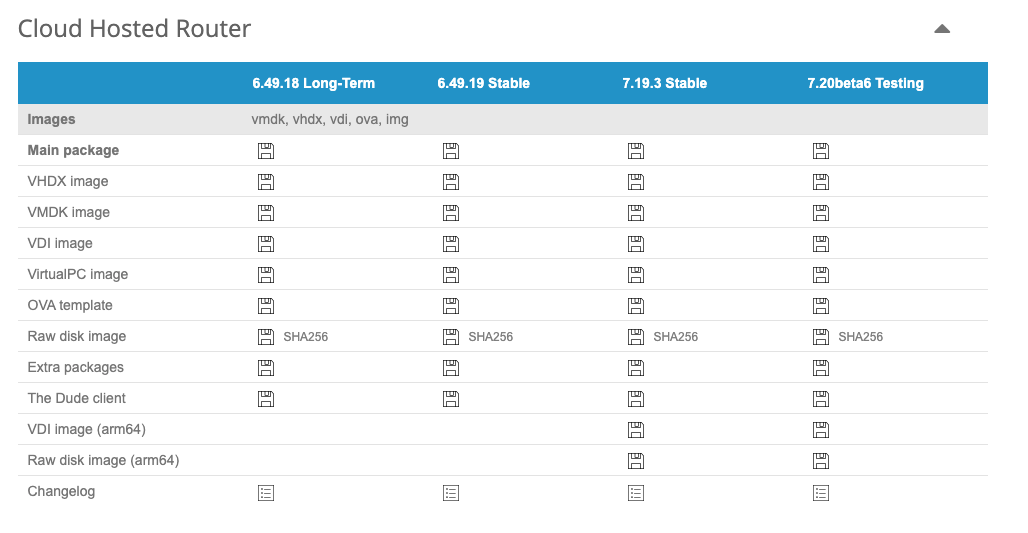 Cloud Hosted Router
6.49.18 Long-Term 6.49.19 Stable 7.19.3 Stable 7.20beta6 Testing
Images vmdk, vhdx, vdi, ova, img
Main package
VHDX image
VMDK image
VDI image
VirtualPC image
OVA template
Raw disk image SHA256 SHA256 SHA256 SHA256
Extra packages
The Dude client
VDI image (arm64)
Raw disk image (arm64)
Changelog